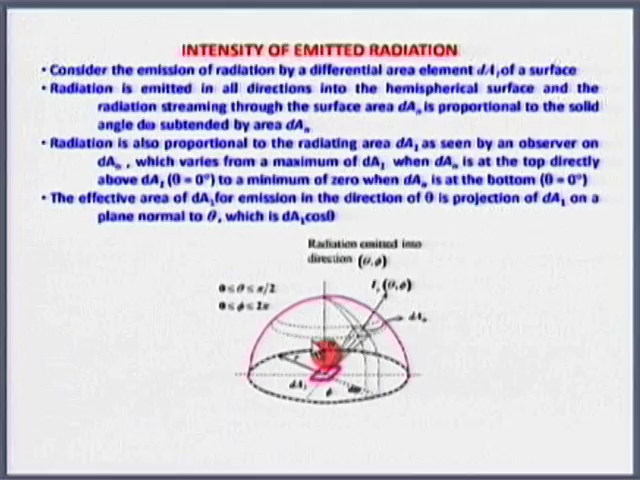 INTENSITY OF EMITTED RADIATION
• Consider the emission of radiation by a differential area element dA₁ of a surface
• Radiation is emitted in all directions into the hemispherical surface and the
radiation streaming through the surface area dAₙ is proportional to the solid
angle dω subtended by area dAₙ
• Radiation is also proportional to the radiating area dA₁ as seen by an observer on
dAₙ , which varies from a maximum of dA₁ when dAₙ is at the top directly
above dA₁ (θ = 0°) to a minimum of zero when dAₙ is at the bottom (θ = 0°)
• The effective area of dA₁ for emission in the direction of θ is projection of dA₁ on a
plane normal to θ, which is dA₁cosθ
Radiation emitted into
direction (θ,ϕ)
0 ≤ θ ≤ π/2
0 ≤ ϕ ≤ 2π
(θ,ϕ)
dAₙ
dA₁
ϕ